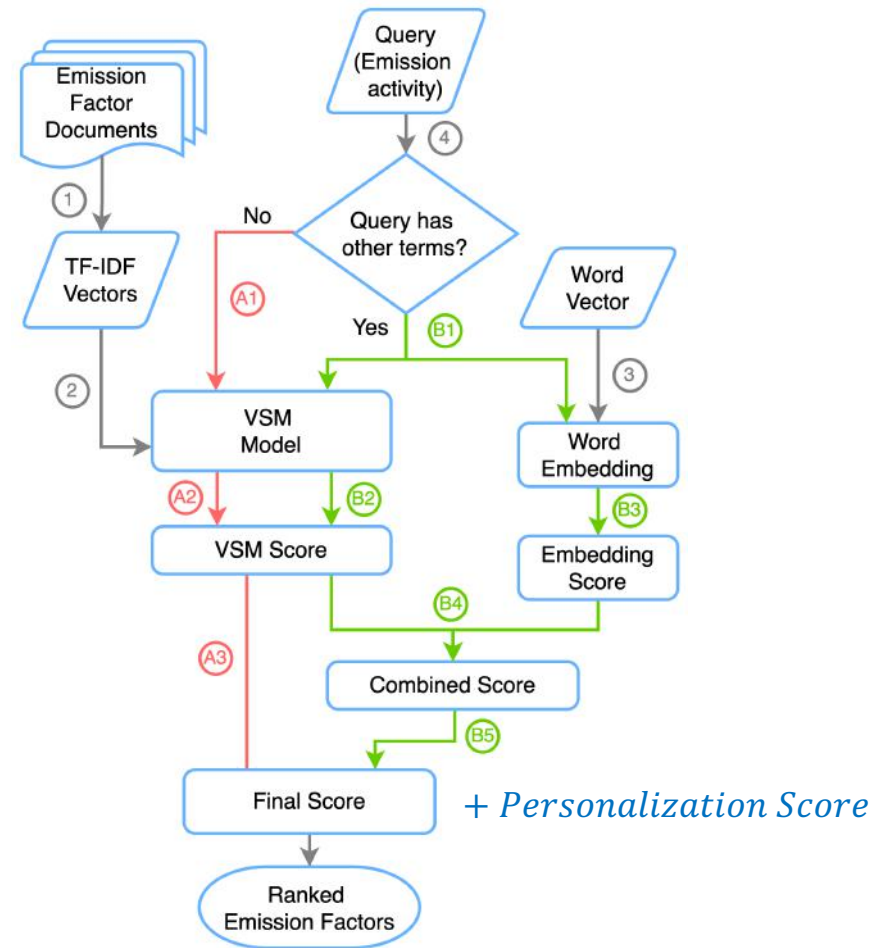 Query
(Emission
activity)
Emission
Factor
Documents
4
1
No
Query has
other terms?
TF-IDF
Vectors
Word
Vector
A1
Yes
B1
2
3
VSM
Model
Word
Embedding
A2
B2
B3
VSM Score
Embedding
Score
B4
A3
Combined Score
B5
Final Score
+ Personalization Score
Ranked
Emission Factors